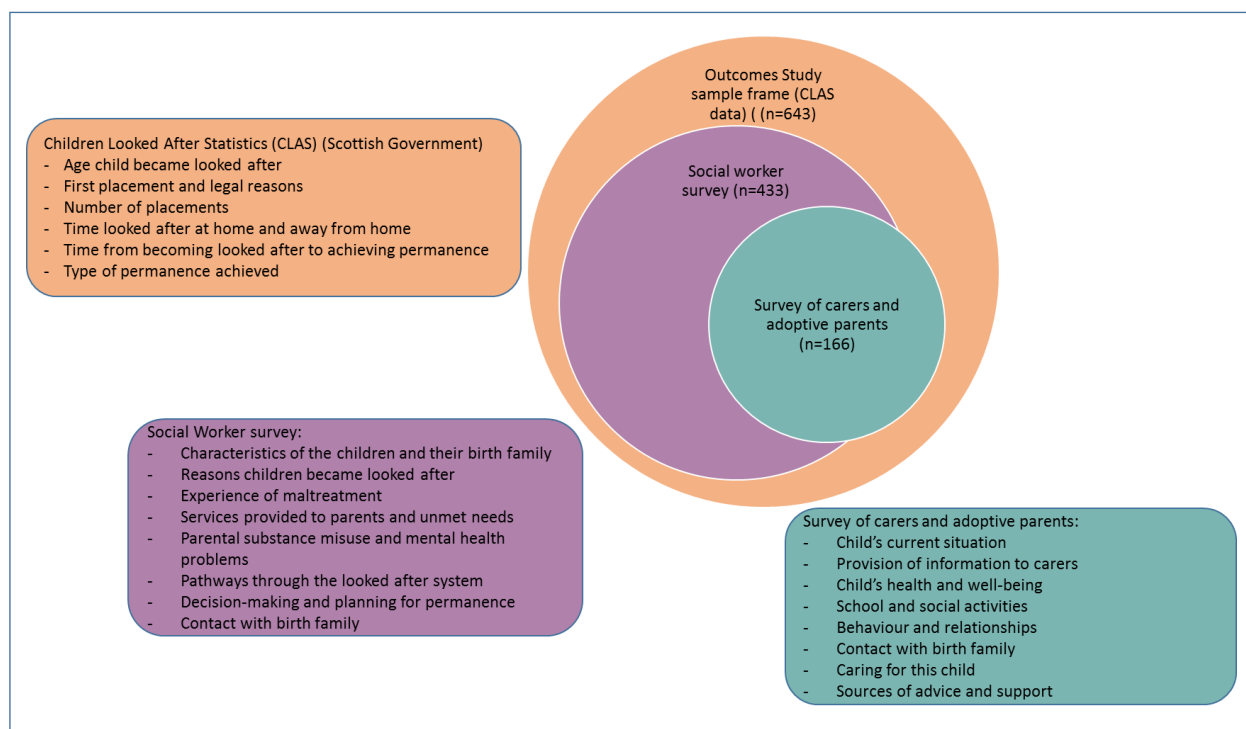 Outcomes Study
sample frame (CLAS
data) ( (n=643)
Social worker
survey (n=433)
Survey of carers and
adoptive parents
(n=166)
Children Looked After Statistics (CLAS) (Scottish Government)
- Age child became looked after
- First placement and legal reasons
- Number of placements
- Time looked after at home and away from home
- Time from becoming looked after to achieving permanence
- Type of permanence achieved
Social Worker survey:
- Characteristics of the children and their birth family
- Reasons children became looked after
- Experience of maltreatment
- Services provided to parents and unmet needs
- Parental substance misuse and mental health
problems
- Pathways through the looked after system
- Decision-making and planning for permanence
- Contact with birth family
Survey of carers and adoptive parents:
- Child's current situation
- Provision of information to carers
- Child's health and well-being
- School and social activities
- Behaviour and relationships
- Contact with birth family
- Caring for this child
- Sources of advice and support